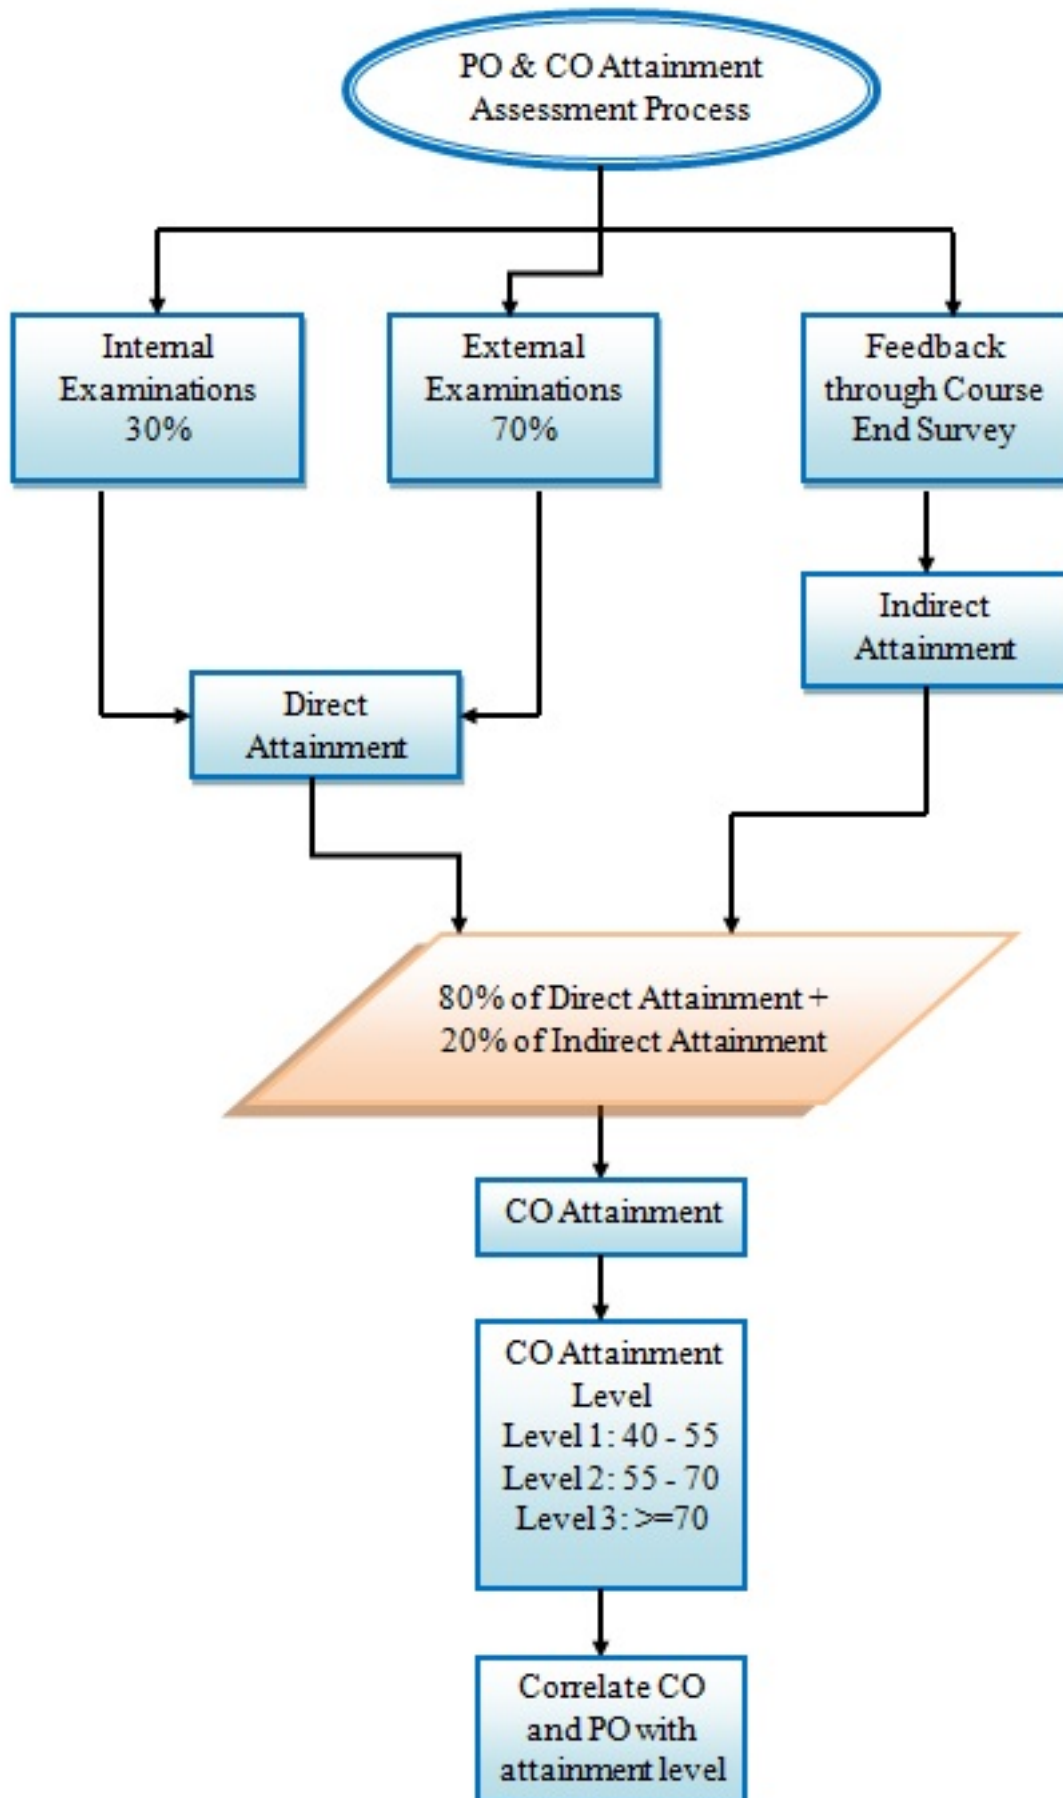 PO & CO Attainment
Assessment Process
Internal
Examinations
30%
External
Examinations
70%
Feedback
through Course
End Survey
Indirect
Attainment
Direct
Attainment
80% of Direct Attainment +
20% of Indirect Attainment
CO Attainment
CO Attainment
Level
Level 1: 40 - 55
Level 2: 55 - 70
Level 3: >=70
Correlate CO
and PO with
attainment level